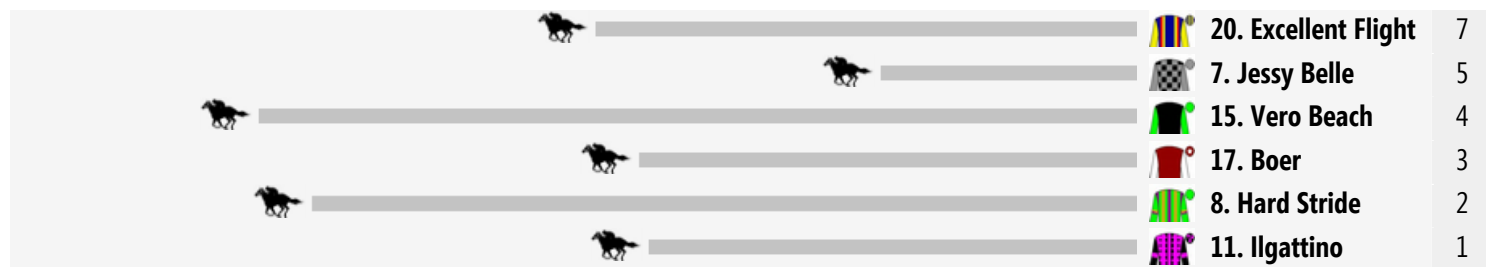 20. Excellent Flight 7
7. Jessy Belle 5
15. Vero Beach 4
17. Boer 3
8. Hard Stride 2
11. Ilgattino 1